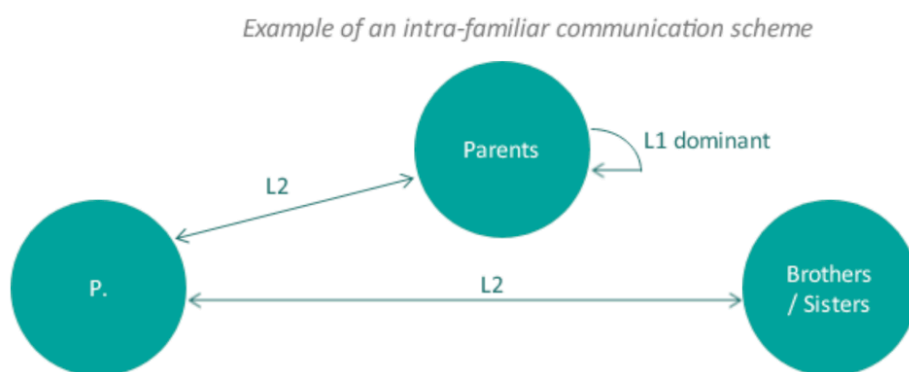 Example of an intra-familiar communication scheme
Parents
L1 dominant
L2
P.
L2
Brothers
/ Sisters